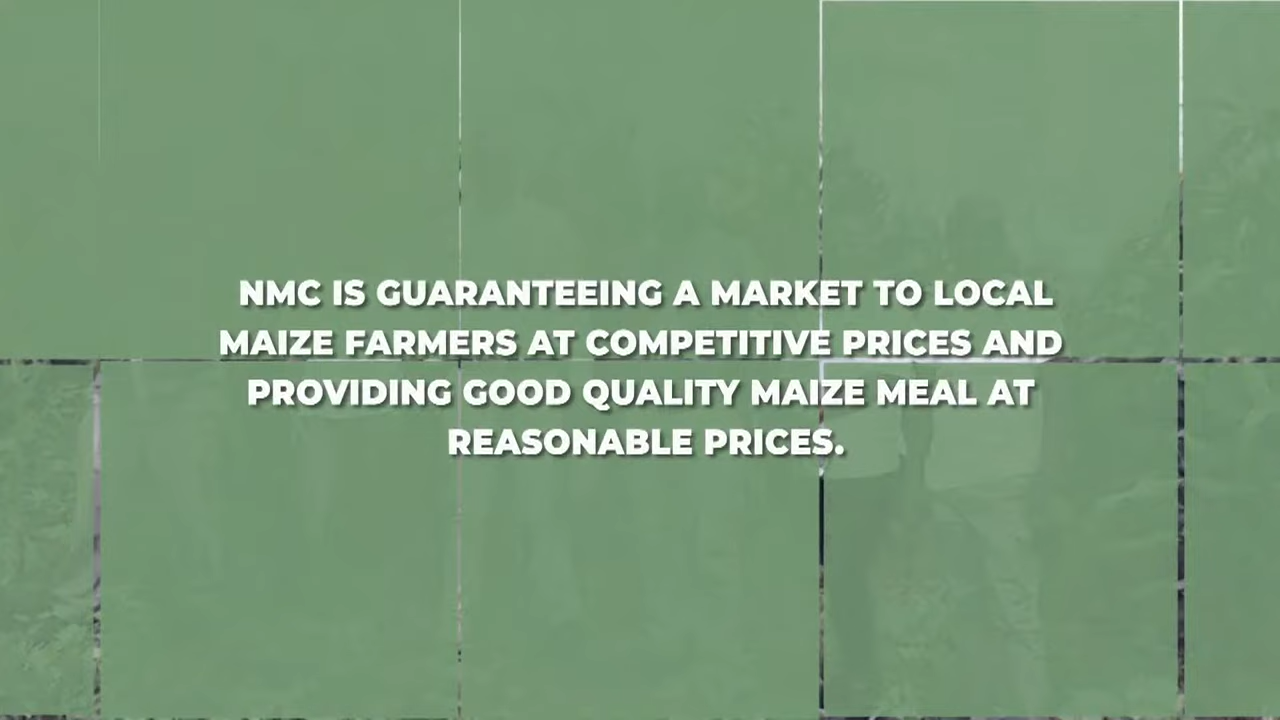 NMC IS GUARANTEEING A MARKET TO LOCAL
MAIZE FARMERS AT COMPETITIVE PRICES AND
PROVIDING GOOD QUALITY MAIZE MEAL AT
REASONABLE PRICES.